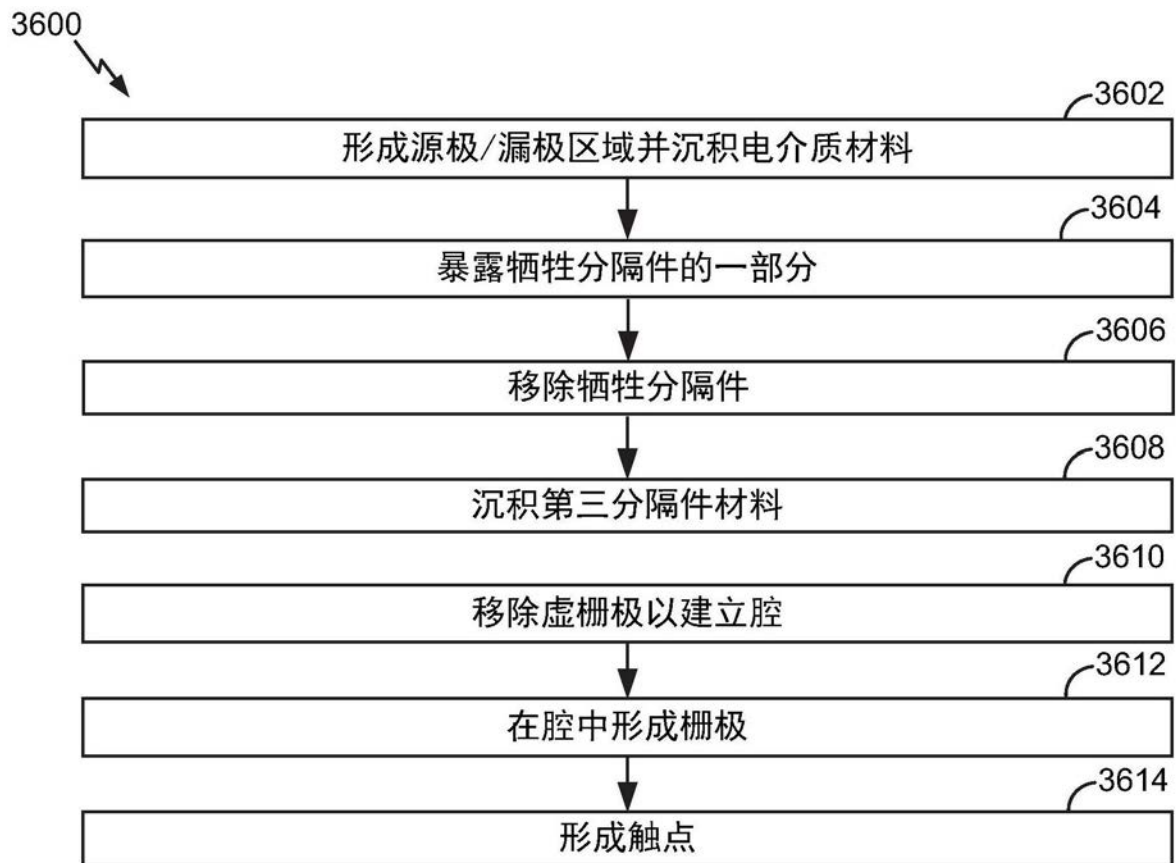 3600
3602
形成源极/漏极区域并沉积电介质材料
3604
暴露牺牲分隔件的一部分
3606
移除牺牲分隔件
3608
沉积第三分隔件材料
3610
移除虚栅极以建立腔
3612
在腔中形成栅极
3614
形成触点